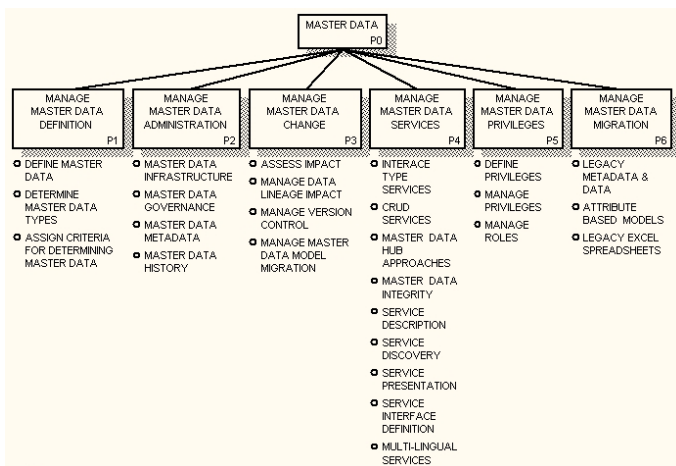 MASTER DATA
P0
MANAGE
MASTER DATA
DEFINITION
P1
DEFINE MASTER
DATA
DETERMINE
MASTER DATA
TYPES
ASSIGN CRITERIA
FOR DETERMINING
MASTER DATA
MANAGE
MASTER DATA
ADMINISTRATION
P2
MASTER DATA
INFRASTRUCTURE
MASTER DATA
GOVERNANCE
MASTER DATA
METADATA
MASTER DATA
HISTORY
MANAGE
MASTER DATA
CHANGE
P3
ASSESS IMPACT
MANAGE DATA
LINEAGE IMPACT
MANAGE VERSION
CONTROL
MANAGE MASTER
DATA MODEL
MIGRATION
MANAGE
MASTER DATA
SERVICES
P4
INTERACE
TYPE
SERVICES
CRUD
SERVICES
MASTER DATA
HUB
APPROACHES
MASTER DATA
INTEGRITY
SERVICE
DESCRIPTION
SERVICE
DISCOVERY
SERVICE
PRESENTATION
SERVICE
INTERFACE
DEFINITION
MULTI-LINGUAL
SERVICES
MANAGE
MASTER DATA
PRIVILEGES
P5
DEFINE
PRIVILEGES
MANAGE
PRIVILEGES
MANAGE
ROLES
MANAGE
MASTER DATA
MIGRATION
P6
LEGACY
METADATA &
DATA
ATTRIBUTE
BASED MODELS
LEGACY EXCEL
SPREADSHEETS